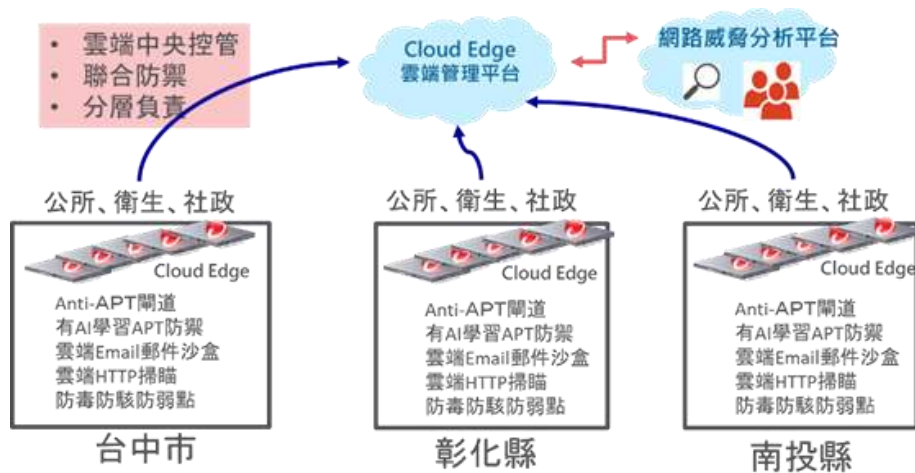 • 雲端中央控管
• 聯合防禦
• 分層負責
Cloud Edge
雲端管理平台
網路威脅分析平台
公所、衛生、社政
Cloud Edge
Anti-APT閘道
有AI學習APT防禦
雲端Email郵件沙盒
雲端HTTP掃瞄
防毒防駭防弱點
台中市
公所、衛生、社政
Cloud Edge
Anti-APT閘道
有AI學習APT防禦
雲端Email郵件沙盒
雲端HTTP掃瞄
防毒防駭防弱點
彰化縣
公所、衛生、社政
Cloud Edge
Anti-APT閘道
有AI學習APT防禦
雲端Email郵件沙盒
雲端HTTP掃瞄
防毒防駭防弱點
南投縣